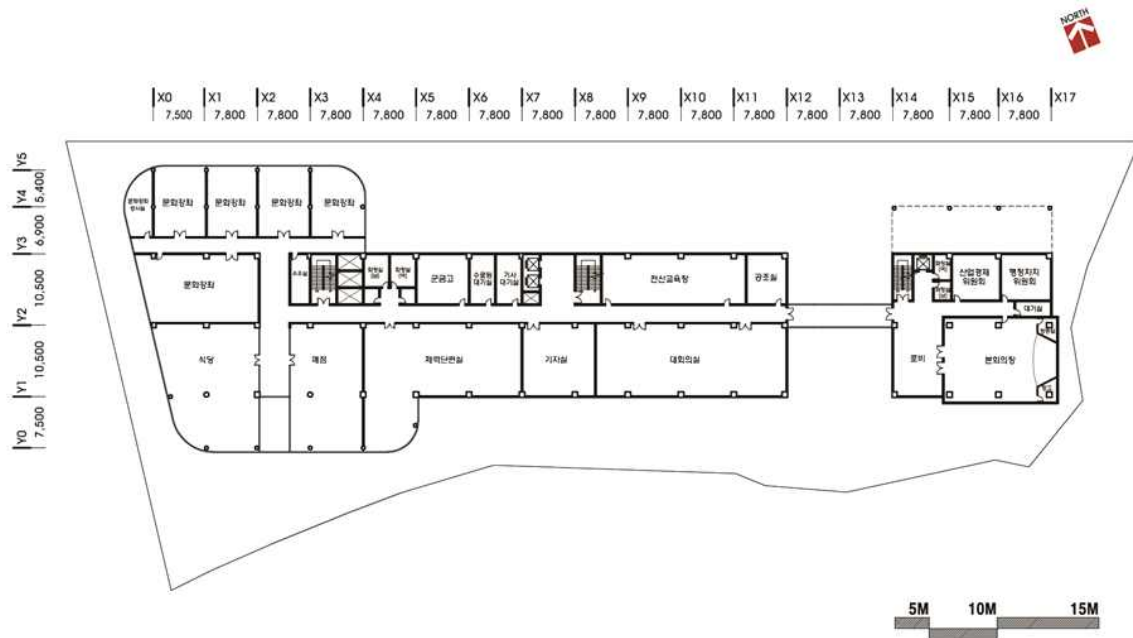 NORTH
X0 X1 X2 X3 X4 X5 X6 X7 X8 X9 X10 X11 X12 X13 X14 X15 X16 X17
7,500 7,800 7,800 7,800 7,800 7,800 7,800 7,800 7,800 7,800 7,800 7,800 7,800 7,800 7,800 7,800 7,800
Y5
5,400
Y4
6,900
Y3
10,500
Y2
10,500
Y1
7,500
Y0
문화강좌 문화강좌 문화강좌 문화강좌
문화강좌
창고
군금고
수로원
대기실
기사
대기실
전산교육장
공조실
산업경제
위원회
행정자치
위원회
대기실
식당
매점
체력단련실
기자실
대회의실
로비
본회의장
5M 10M 15M